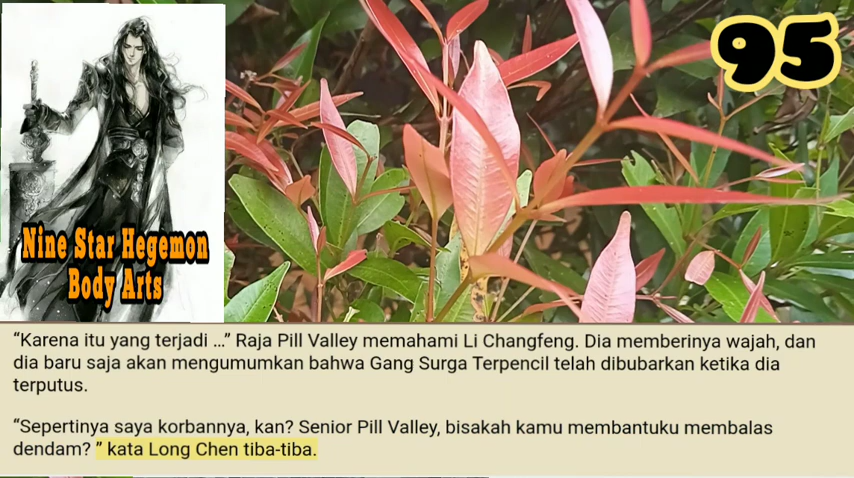 95
Nine Star Hegemon
Body Arts
“Karena itu yang terjadi ...” Raja Pill Valley memahami Li Changfeng. Dia memberinya wajah, dan
dia baru saja akan mengumumkan bahwa Gang Surga Terpencil telah dibubarkan ketika dia
terputus.
“Sepertinya saya korbannya, kan? Senior Pill Valley, bisakah kamu membantuku membalas
dendam? ” kata Long Chen tiba-tiba.